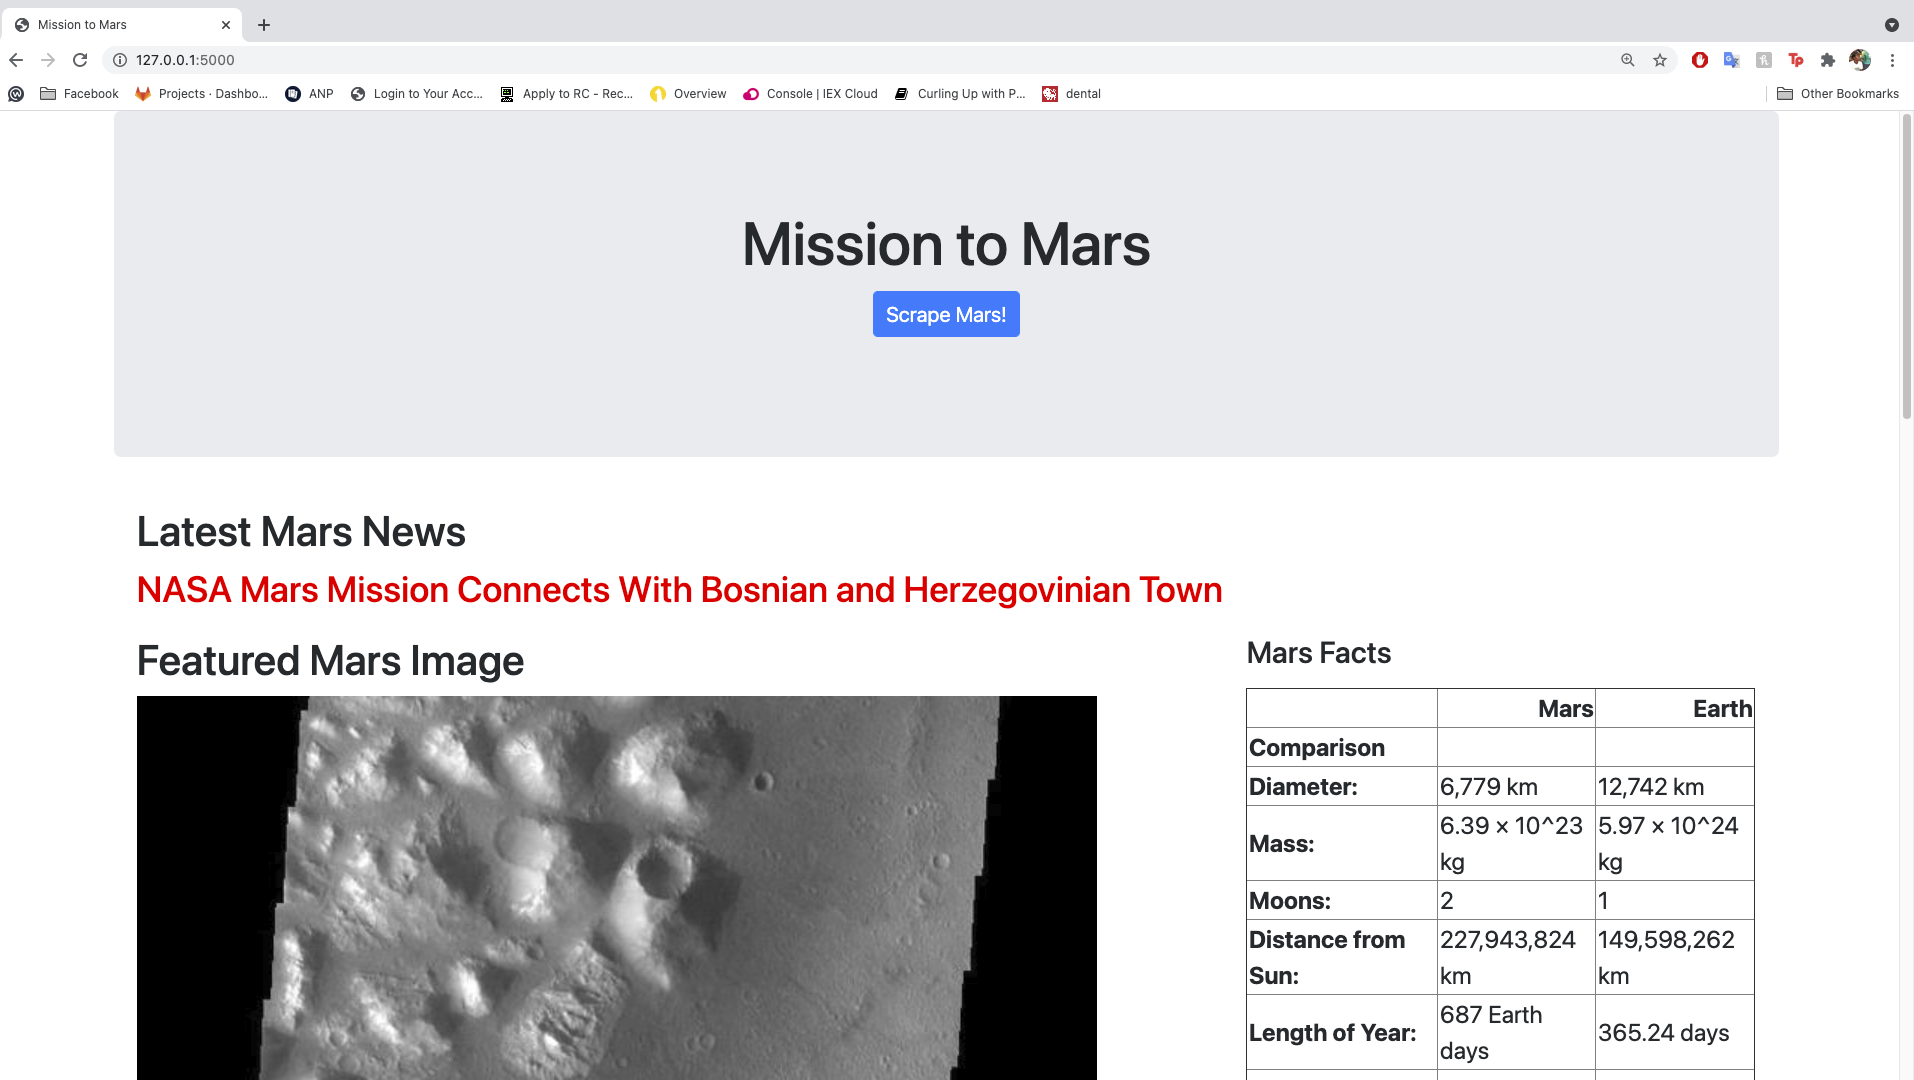 Mission to Mars
127.0.0.1:5000
Facebook
Projects · Dashbo...
ANP
Login to Your Acc...
Apply to RC - Rec...
Overview
Console | IEX Cloud
Curling Up with P...
dental
Other Bookmarks
Mission to Mars
Scrape Mars!
Latest Mars News
NASA Mars Mission Connects With Bosnian and Herzegovinian Town
Featured Mars Image
Mars Facts
Mars Earth
Comparison
Diameter: 6,779 km 12,742 km
Mass: 6.39 × 10^23 kg 5.97 × 10^24 kg
Moons: 2 1
Distance from Sun: 227,943,824 km 149,598,262 km
Length of Year: 687 Earth days 365.24 days